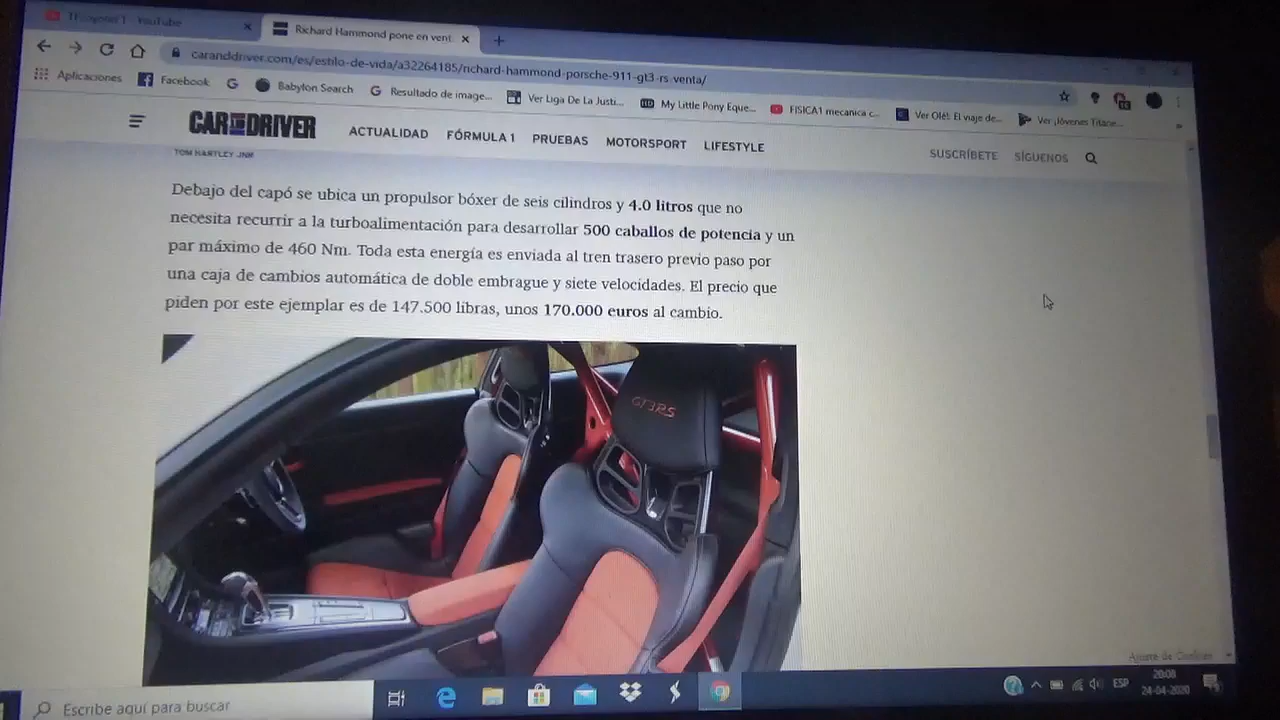 YouTube
Richard Hammond pone en vent
caranddriver.com/es/estilo-de-vida/a32264185/richard-hammond-porsche-911-gt3-rs-venta/
Aplicaciones Facebook Babylon Search Resultado de image... Ver Liga De La Justi... My Little Pony Eque... FISICA1 mecanica c... Ver Olé!. El viaje de... Ver ¡Jóvenes Titane...
CAR AND DRIVER ACTUALIDAD FÓRMULA 1 PRUEBAS MOTORSPORT LIFESTYLE SUSCRÍBETE SÍGUENOS
TOM HARTLEY JNR
Debajo del capó se ubica un propulsor bóxer de seis cilindros y 4.0 litros que no
necesita recurrir a la turboalimentación para desarrollar 500 caballos de potencia y un
par máximo de 460 Nm. Toda esta energía es enviada al tren trasero previo paso por
una caja de cambios automática de doble embrague y siete velocidades. El precio que
piden por este ejemplar es de 147.500 libras, unos 170.000 euros al cambio.
GT3RS
Ajuste de Cookies
Escribe aquí para buscar
ESP
20:08
24-04-2020